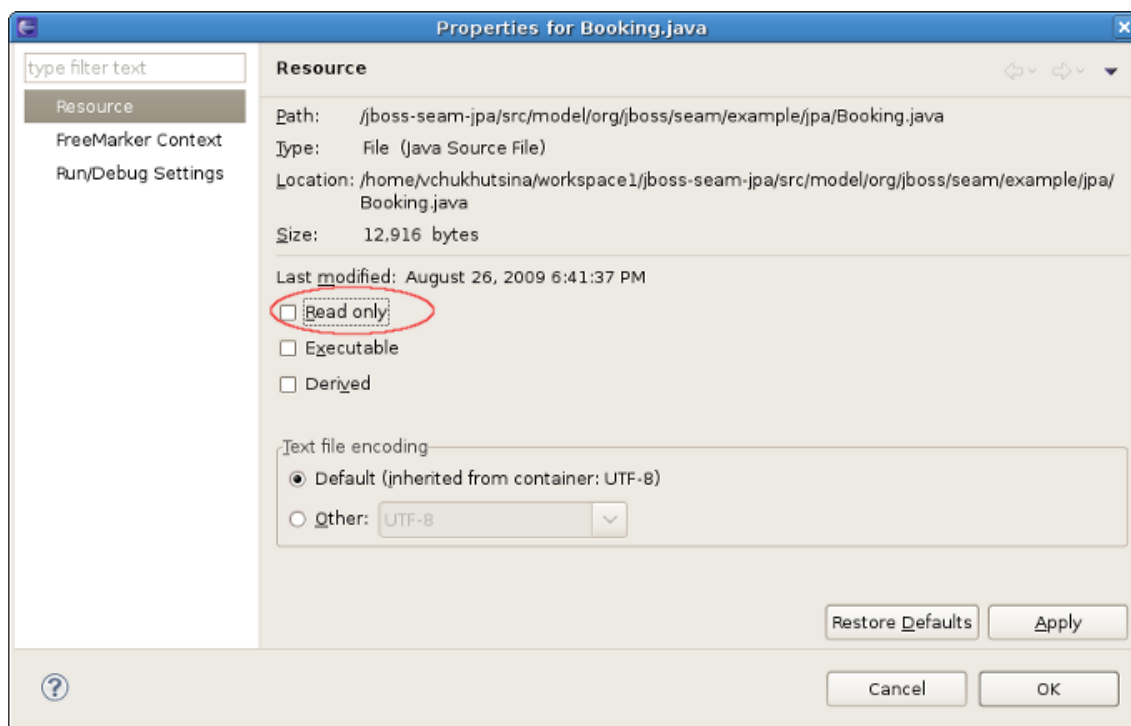 Properties for Booking.java
type filter text
Resource
FreeMarker Context
Run/Debug Settings
Resource
Path: /jboss-seam-jpa/src/model/org/jboss/seam/example/jpa/Booking.java
Type: File (Java Source File)
Location: /home/vchukhutsina/workspace1/jboss-seam-jpa/src/model/org/jboss/seam/example/jpa/
Booking.java
Size: 12,916 bytes
Last modified: August 26, 2009 6:41:37 PM
Read only
Executable
Derived
Text file encoding
Default (inherited from container: UTF-8)
Other: UTF-8
Restore Defaults Apply
? Cancel OK